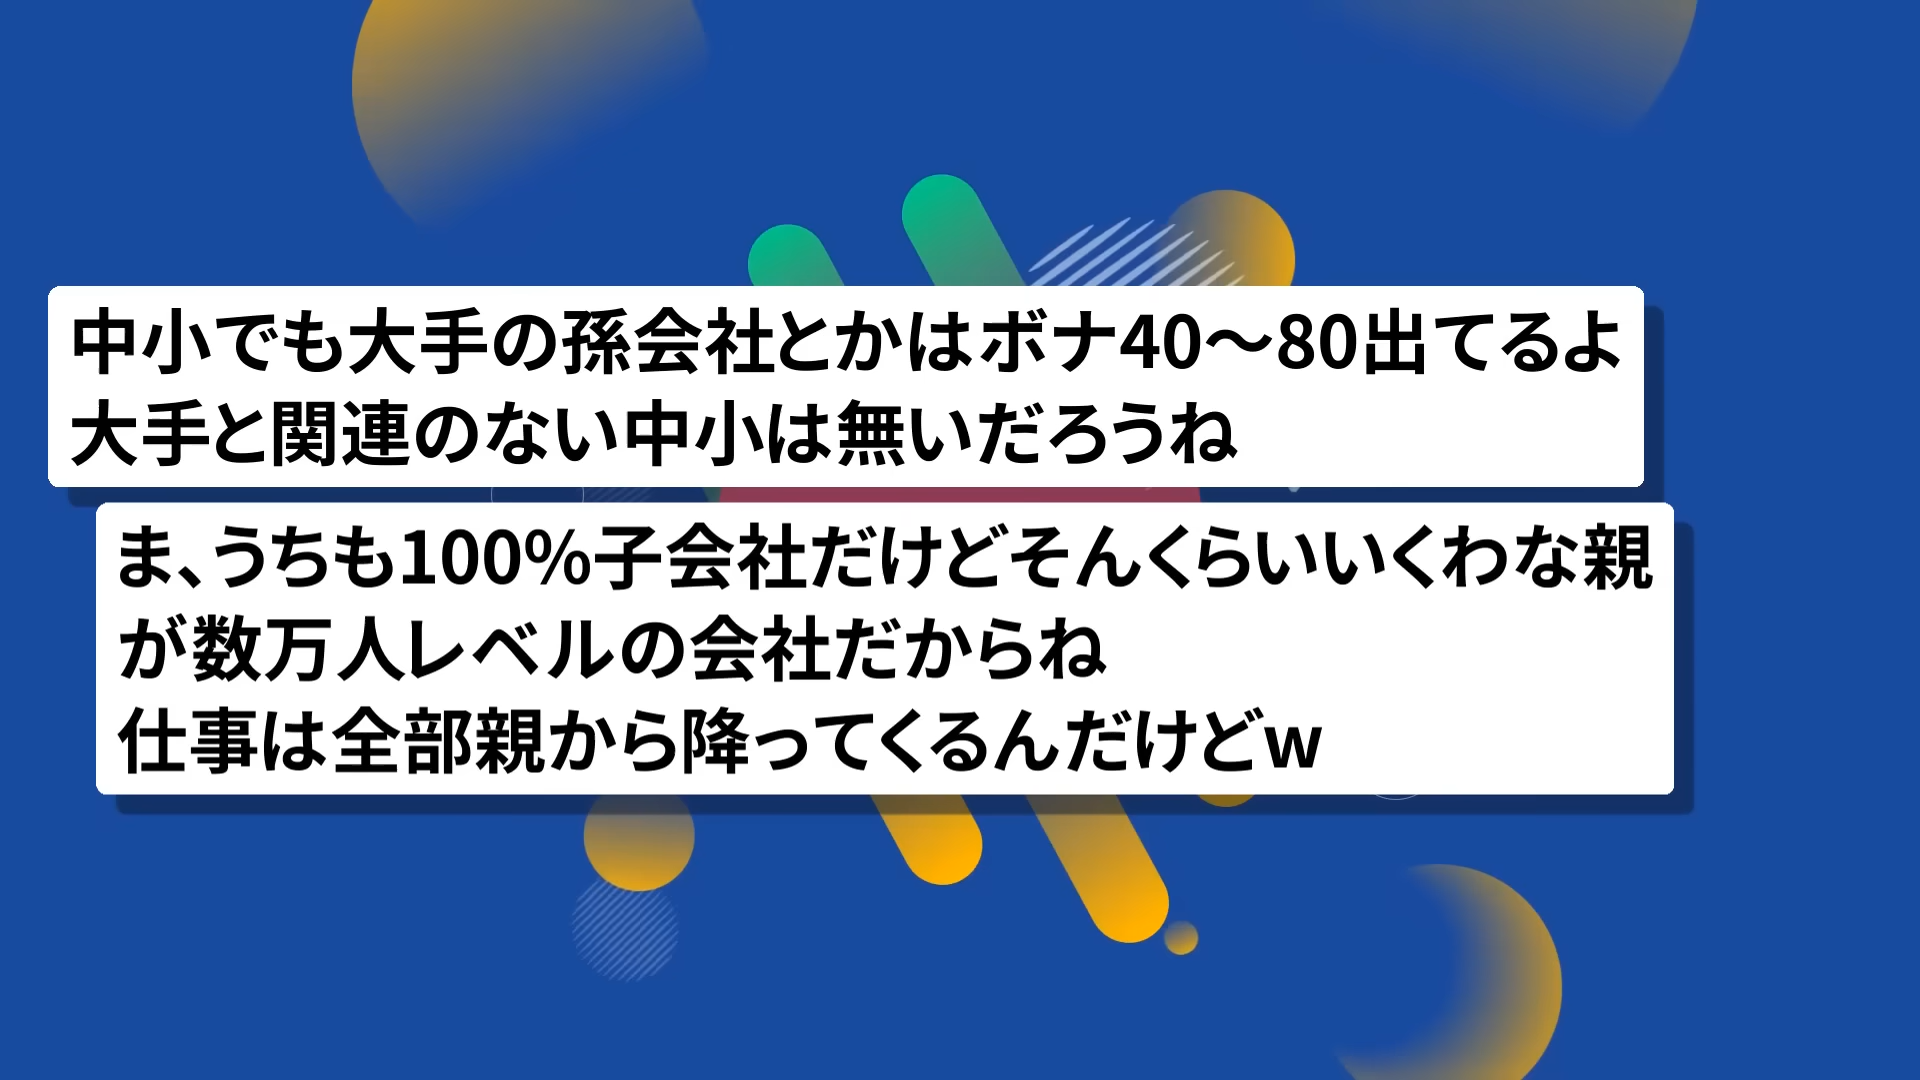 中小でも大手の孫会社とかはボナ40〜80出てるよ
大手と関連のない中小は無いだろうね
ま、うちも100%子会社だけどそんくらいいくわな親
が数万人レベルの会社だからね
仕事は全部親から降ってくるんだけどw